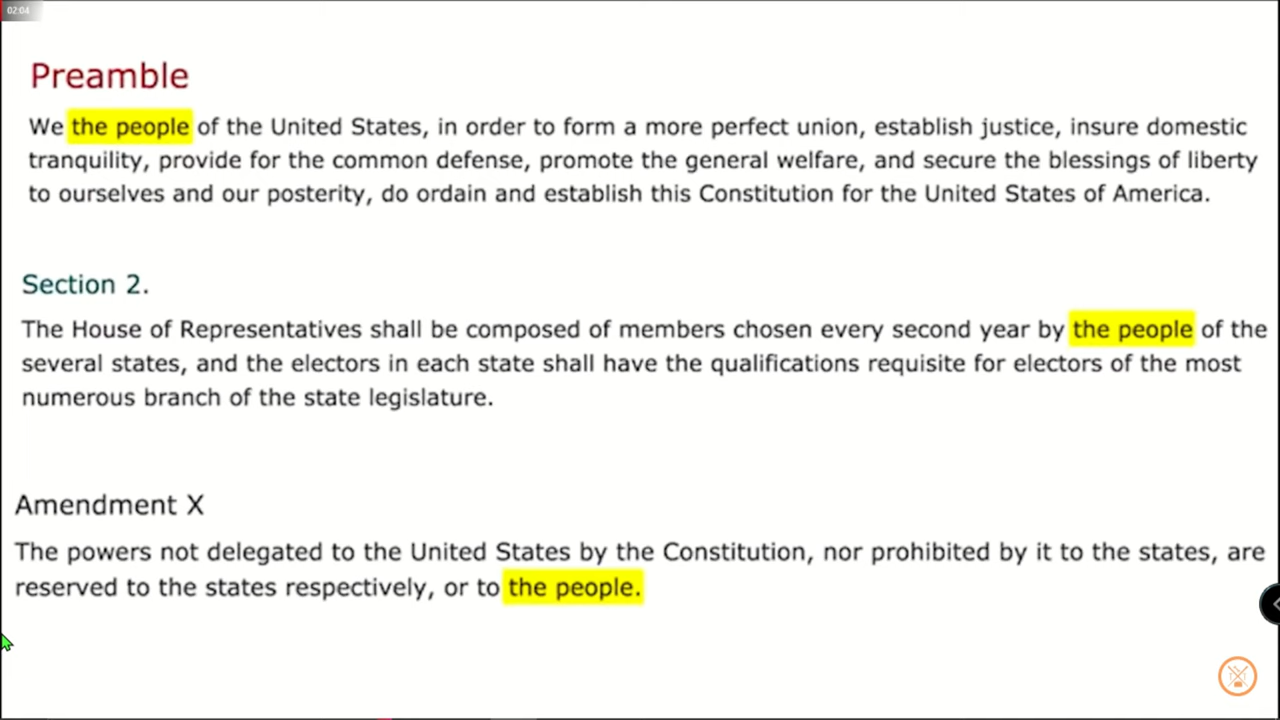 02:04
Preamble
We the people of the United States, in order to form a more perfect union, establish justice, insure domestic
tranquility, provide for the common defense, promote the general welfare, and secure the blessings of liberty
to ourselves and our posterity, do ordain and establish this Constitution for the United States of America.
Section 2.
The House of Representatives shall be composed of members chosen every second year by the people of the
several states, and the electors in each state shall have the qualifications requisite for electors of the most
numerous branch of the state legislature.
Amendment X
The powers not delegated to the United States by the Constitution, nor prohibited by it to the states, are
reserved to the states respectively, or to the people.